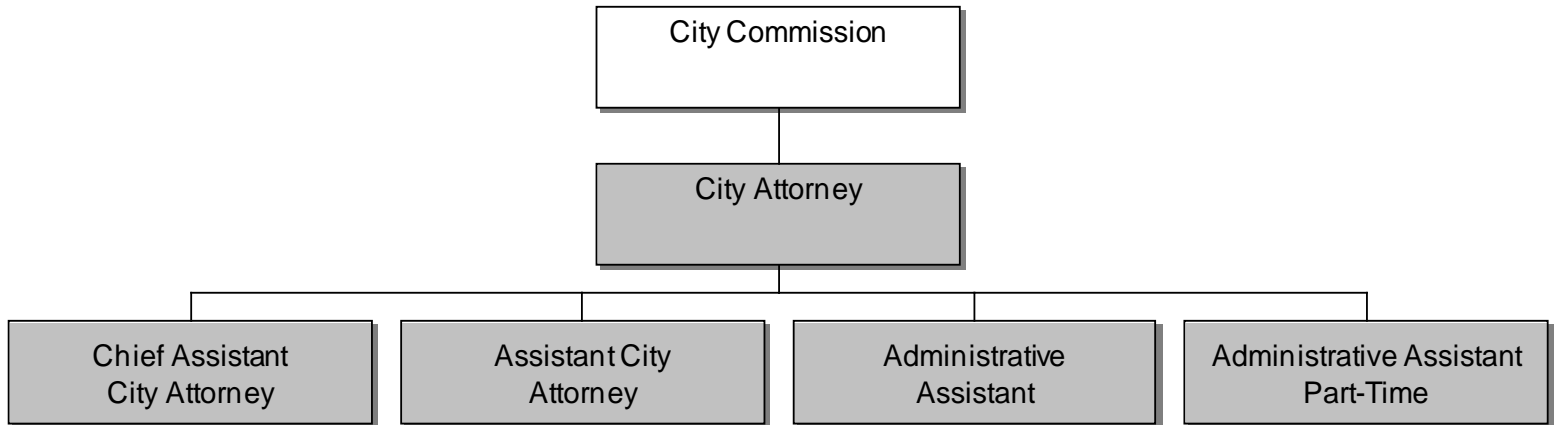 City Commission
City Attorney
Chief Assistant
City Attorney
Assistant City
Attorney
Administrative
Assistant
Administrative Assistant
Part-Time